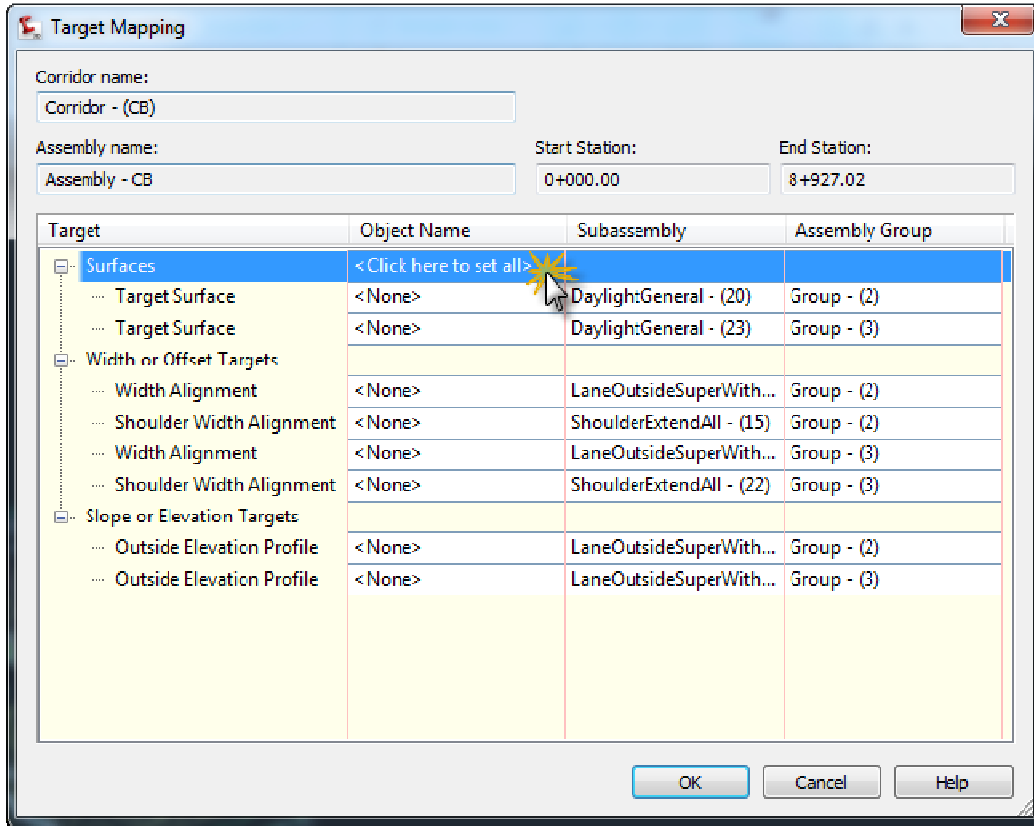 Target Mapping
Corridor name:
Corridor - (CB)
Assembly name: Start Station: End Station:
Assembly - CB 0+000.00 8+927.02
Target Object Name Subassembly Assembly Group
Surfaces <Click here to set all>
Target Surface <None> DaylightGeneral - (20) Group - (2)
Target Surface <None> DaylightGeneral - (23) Group - (3)
Width or Offset Targets
Width Alignment <None> LaneOutsideSuperWith... Group - (2)
Shoulder Width Alignment <None> ShoulderExtendAll - (15) Group - (2)
Width Alignment <None> LaneOutsideSuperWith... Group - (3)
Shoulder Width Alignment <None> ShoulderExtendAll - (22) Group - (3)
Slope or Elevation Targets
Outside Elevation Profile <None> LaneOutsideSuperWith... Group - (2)
Outside Elevation Profile <None> LaneOutsideSuperWith... Group - (3)
OK Cancel Help